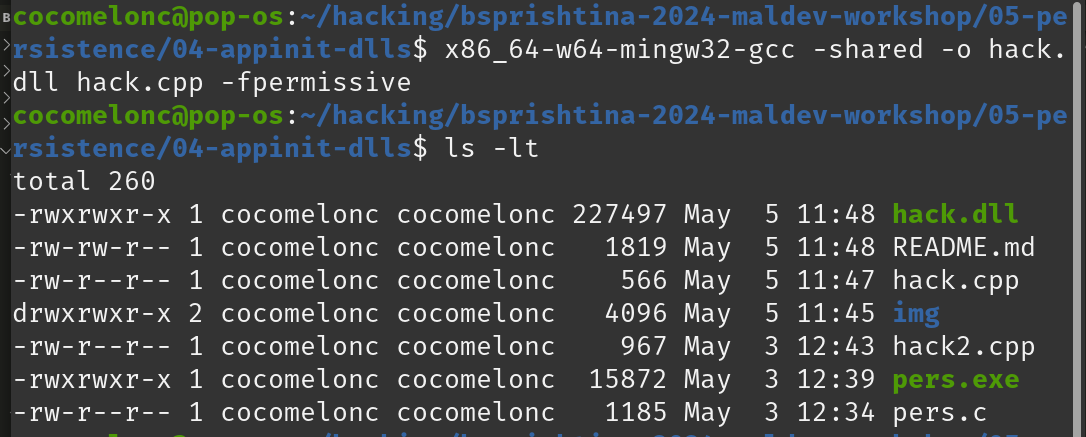 cocomelonc@pop-os:~/hacking/bsprishtina-2024-maldev-workshop/05-pe
rsistence/04-appinit-dlls$ x86_64-w64-mingw32-gcc -shared -o hack.
dll hack.cpp -fpermissive
cocomelonc@pop-os:~/hacking/bsprishtina-2024-maldev-workshop/05-pe
rsistence/04-appinit-dlls$ ls -lt
total 260
-rwxrwxr-x 1 cocomelonc cocomelonc 227497 May  5 11:48 hack.dll
-rw-rw-r-- 1 cocomelonc cocomelonc   1819 May  5 11:48 README.md
-rw-r--r-- 1 cocomelonc cocomelonc    566 May  5 11:47 hack.cpp
drwxrwxr-x 2 cocomelonc cocomelonc   4096 May  5 11:45 img
-rw-r--r-- 1 cocomelonc cocomelonc    967 May  3 12:43 hack2.cpp
-rwxrwxr-x 1 cocomelonc cocomelonc  15872 May  3 12:39 pers.exe
-rw-r--r-- 1 cocomelonc cocomelonc   1185 May  3 12:34 pers.c